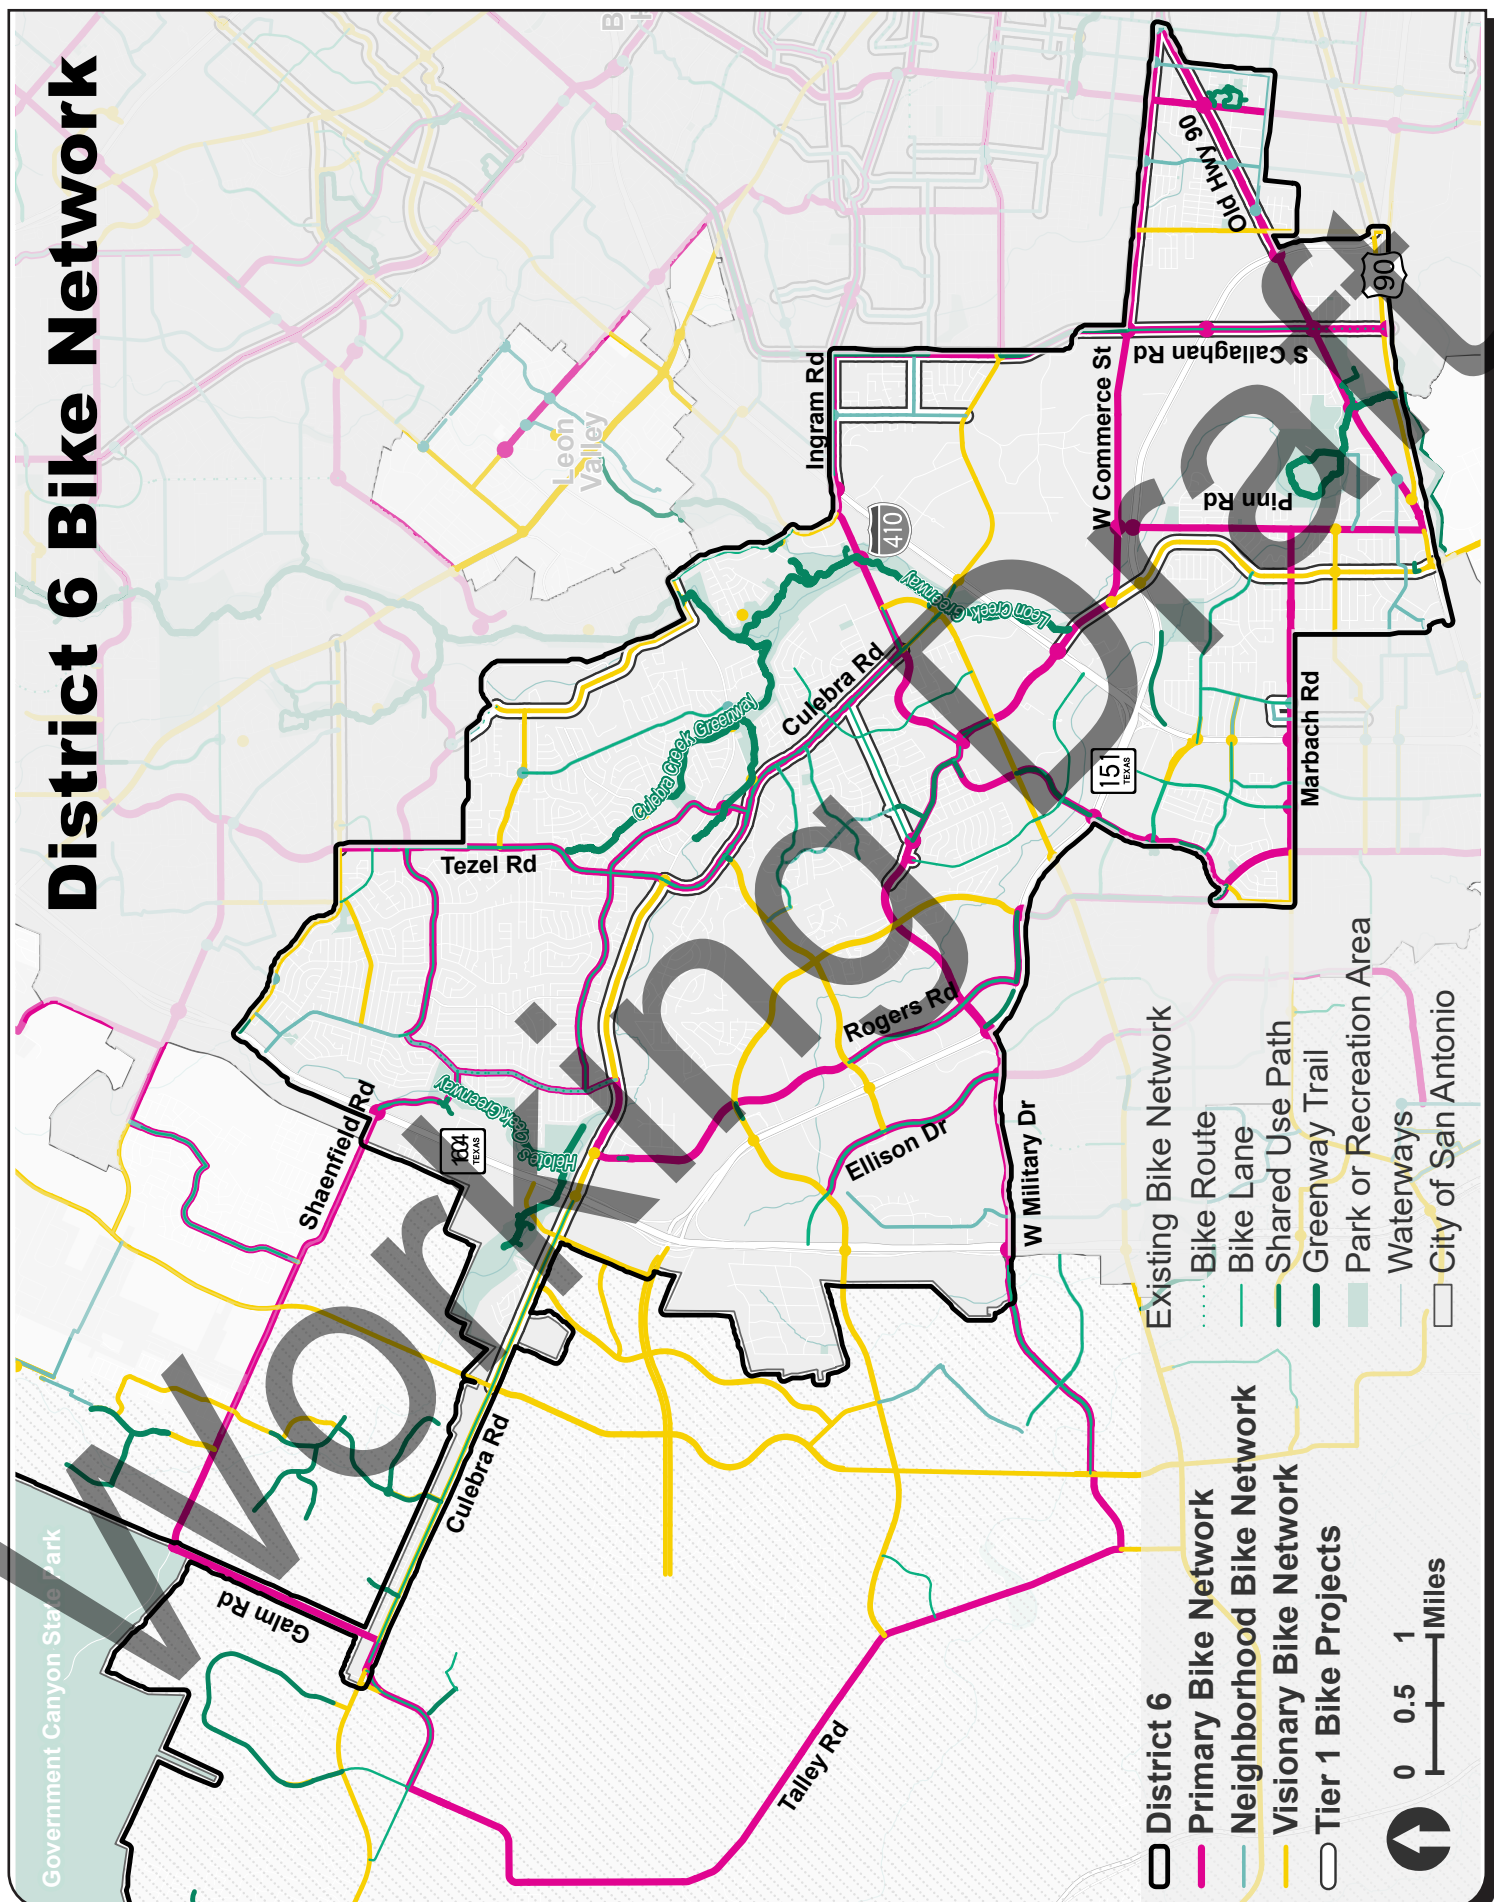 District 6 Bike Network
Working Draft
Government Canyon State Park
Galm Rd
Shaenfield Rd
Culebra Rd
Talley Rd
1604
TEXAS
Helotes Creek Greenway
Tezel Rd
Culebra Creek Greenway
Culebra Rd
Leon
Valley
Ingram Rd
410
Leon Creek Greenway
Rogers Rd
Ellison Dr
W Military Dr
151
TEXAS
Marbach Rd
W Commerce St
Pinn Rd
S Callaghan Rd
Old Hwy 90
90
District 6
Primary Bike Network
Neighborhood Bike Network
Visionary Bike Network
Tier 1 Bike Projects
Existing Bike Network
Bike Route
Bike Lane
Shared Use Path
Greenway Trail
Park or Recreation Area
Waterways
City of San Antonio
0 0.5 1
Miles